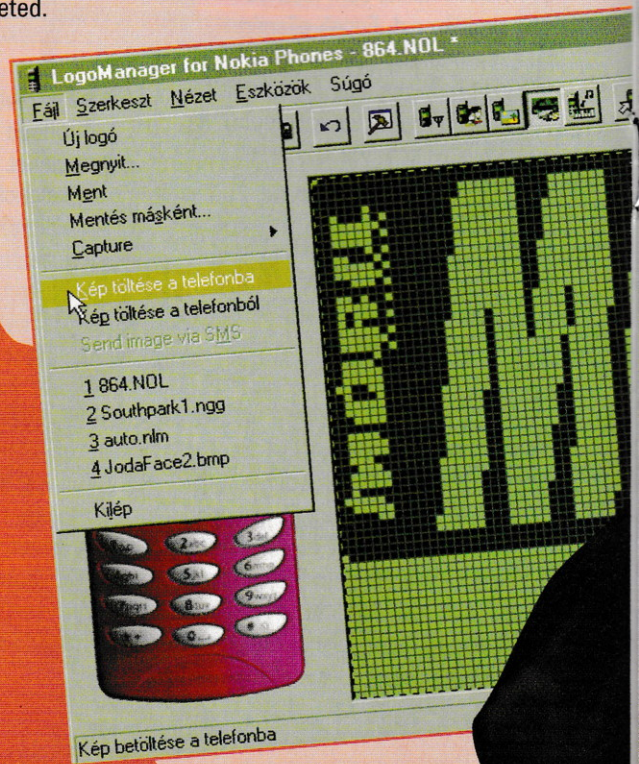 eted.
LogoManager for Nokia Phones - 864.NOL *
Fájl Szerkeszt Nézet Eszközök Súgó
Új logó
Megnyit...
Ment
Mentés másként...
Capture
Kép töltése a telefonba
Kép töltése a telefonból
Send image via SMS
1 864.NOL
2 Southpark1.ngg
3 auto.nlm
4 JodaFace2.bmp
Kilép
Kép betöltése a telefonba